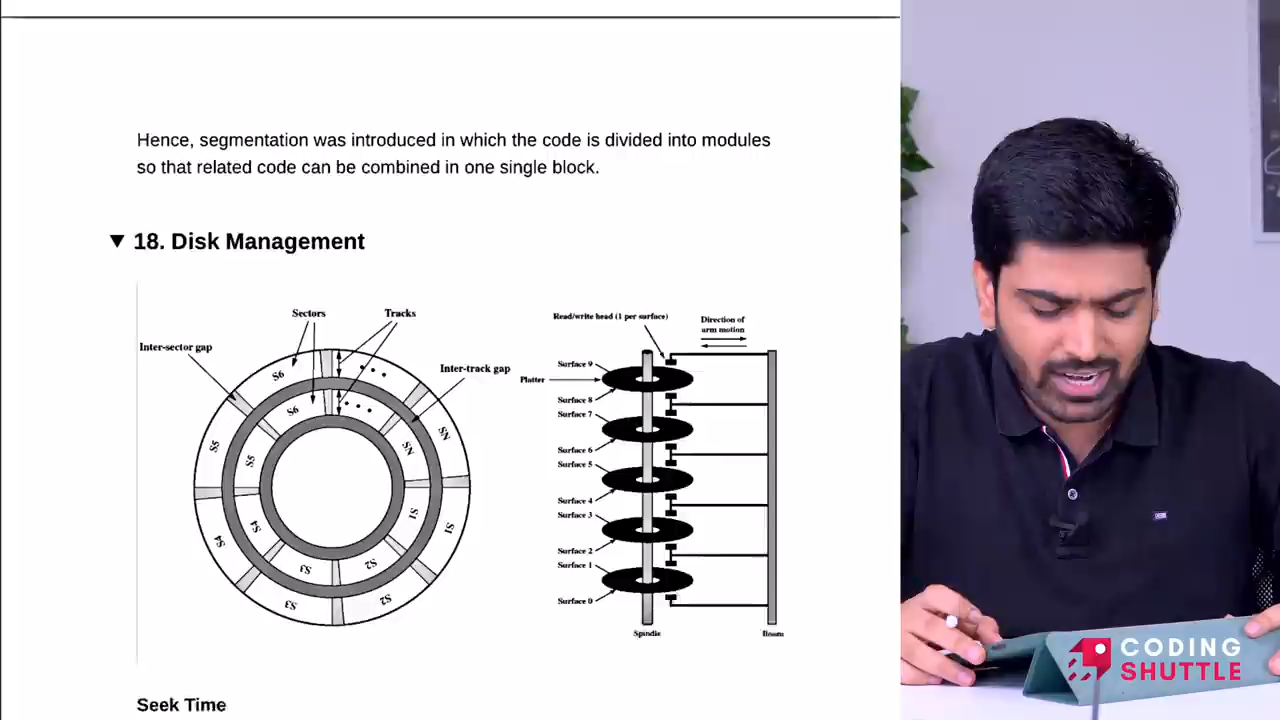 Hence, segmentation was introduced in which the code is divided into modules
so that related code can be combined in one single block.
▼ 18. Disk Management
Sectors
Tracks
Inter-sector gap
Inter-track gap
S6
S6
SN
SN
S5
S5
S4
S4
S3
S3
S2
S2
S1
S1
Read/write head (1 per surface)
Direction of
arm motion
Surface 9
Platter
Surface 8
Surface 7
Surface 6
Surface 5
Surface 4
Surface 3
Surface 2
Surface 1
Surface 0
Spindle
Boom
Seek Time
CODING
SHUTTLE